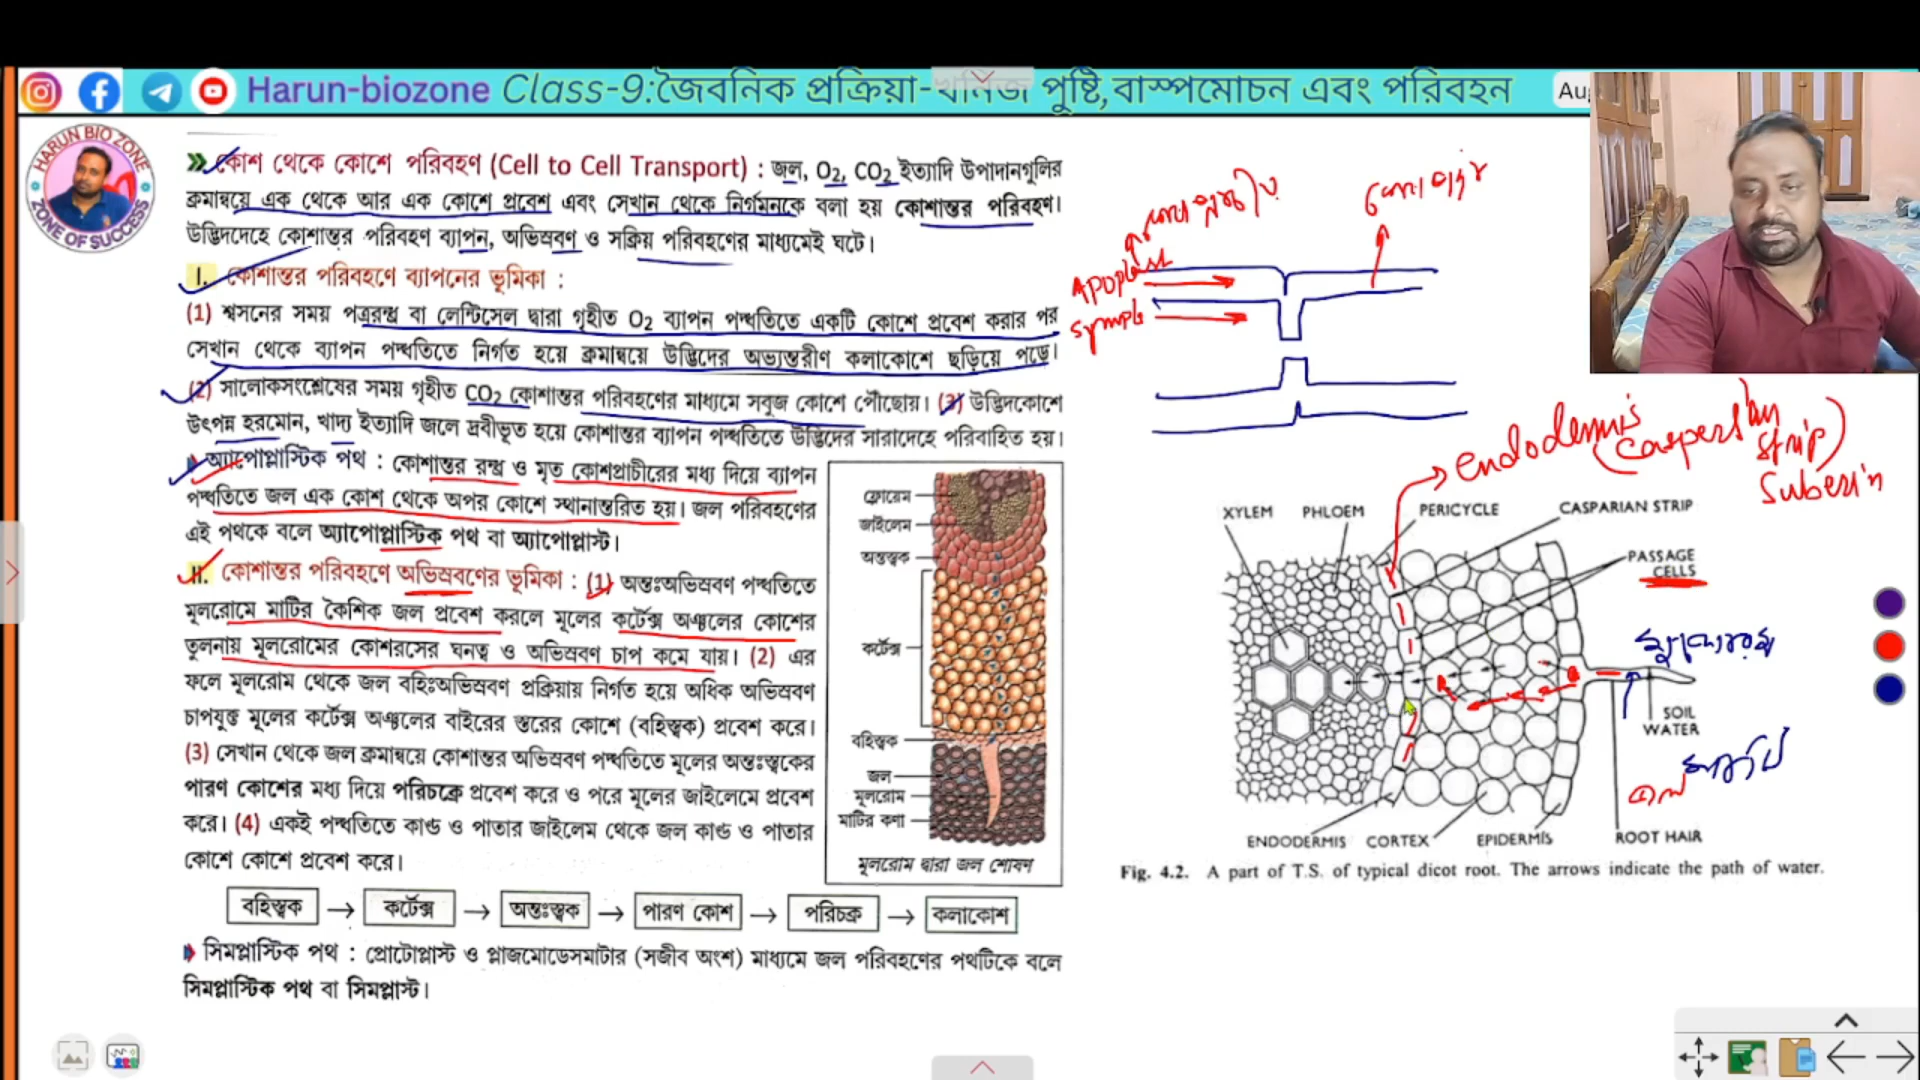 Harun-biozone Class-9:জৈবনিক প্রক্রিয়া-খনিজ পুষ্টি,বাস্পমোচন এবং পরিবহন
HARUN BIO ZONE
ZONE OF SUCCESS
কোশ থেকে কোশে পরিবহণ (Cell to Cell Transport) : জল, O2, CO2 ইত্যাদি উপাদানগুলির
ক্রমান্বয়ে এক থেকে আর এক কোশে প্রবেশ এবং সেখান থেকে নির্গমনকে বলা হয় কোশান্তর পরিবহণ।
উদ্ভিদদেহে কোশান্তর পরিবহণ ব্যাপন, অভিস্রবণ ও সক্রিয় পরিবহণের মাধ্যমেই ঘটে।
I. কোশান্তর পরিবহণে ব্যাপনের ভূমিকা :
(1) শ্বসনের সময় পত্ররন্ধ্র বা লেন্টিসেল দ্বারা গৃহীত O2 ব্যাপন পদ্ধতিতে একটি কোশে প্রবেশ করার পর
সেখান থেকে ব্যাপন পদ্ধতিতে নির্গত হয়ে ক্রমান্বয়ে উদ্ভিদের অভ্যন্তরীণ কলাকোশে ছড়িয়ে পড়ে।
(2) সালোকসংশ্লেষের সময় গৃহীত CO2 কোশান্তর পরিবহণের মাধ্যমে সবুজ কোশে পৌঁছোয়। (3) উদ্ভিদকোশে
উৎপন্ন হরমোন, খাদ্য ইত্যাদি জলে দ্রবীভূত হয়ে কোশান্তর ব্যাপন পদ্ধতিতে উদ্ভিদের সারাদেহে পরিবাহিত হয়।
অ্যাপোপ্লাস্টিক পথ : কোশান্তর রন্ধ্র ও মৃত কোশপ্রাচীরের মধ্য দিয়ে ব্যাপন
পদ্ধতিতে জল এক কোশ থেকে অপর কোশে স্থানান্তরিত হয়। জল পরিবহণের
এই পথকে বলে অ্যাপোপ্লাস্টিক পথ বা অ্যাপোপ্লাস্ট।
II. কোশান্তর পরিবহণে অভিস্রবণের ভূমিকা : (1) অন্তঃঅভিস্রবণ পদ্ধতিতে
মূলরোমে মাটির কৈশিক জল প্রবেশ করলে মূলের কর্টেক্স অঞ্চলের কোশের
তুলনায় মূলরোমের কোশরসের ঘনত্ব ও অভিস্রবণ চাপ কমে যায়। (2) এর
ফলে মূলরোম থেকে জল বহিঃঅভিস্রবণ প্রক্রিয়ায় নির্গত হয়ে অধিক অভিস্রবণ
চাপযুক্ত মূলের কর্টেক্স অঞ্চলের বাইরের স্তরের কোশে (বহিস্ত্বক) প্রবেশ করে।
(3) সেখান থেকে জল ক্রমান্বয়ে কোশান্তর অভিস্রবণ পদ্ধতিতে মূলের অন্তঃস্ত্বকের
পারণ কোশের মধ্য দিয়ে পরিচক্রে প্রবেশ করে ও পরে মূলের জাইলেমে প্রবেশ
করে। (4) একই পদ্ধতিতে কাণ্ড ও পাতার জাইলেম থেকে জল কাণ্ড ও পাতার
কোশে কোশে প্রবেশ করে।
ফ্লোয়েম
জাইলেম
অন্তস্ত্বক
কর্টেক্স
বহিস্ত্বক
জল
মূলরোম
মাটির কণা
মূলরোম দ্বারা জল শোষণ
বহিস্ত্বক → কর্টেক্স → অন্তঃস্ত্বক → পারণ কোশ → পরিচক্র → কলাকোশ
সিমপ্লাস্টিক পথ : প্রোটোপ্লাস্ট ও প্লাজমোডেসমাটার (সজীব অংশ) মাধ্যমে জল পরিবহণের পথটিকে বলে
সিমপ্লাস্টিক পথ বা সিমপ্লাস্ট।
Apoplast
Symple
endodermis
(casperian
strip)
Suberin
XYLEM PHLOEM PERICYCLE CASPARIAN STRIP
PASSAGE
CELLS
SOIL
WATER
ENDODERMIS CORTEX EPIDERMIS ROOT HAIR
Fig. 4.2. A part of T.S. of typical dicot root. The arrows indicate the path of water.